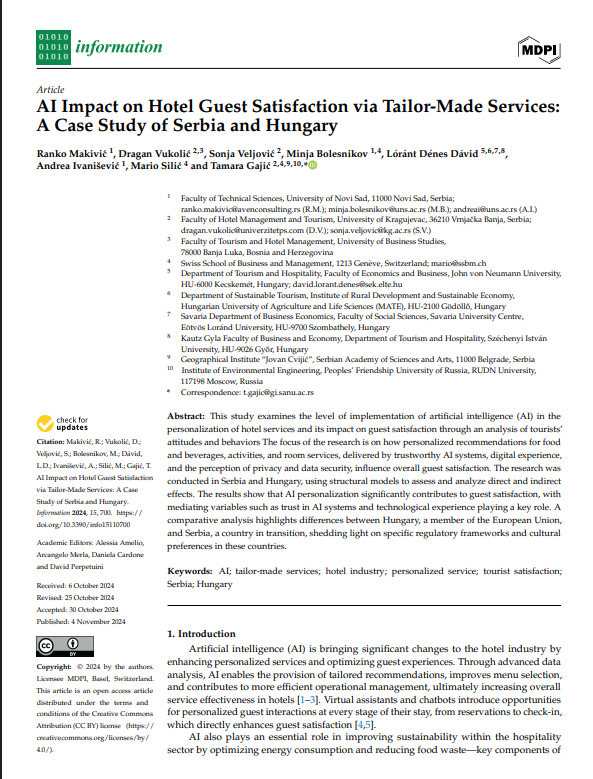 01010
01010
01010
information
MDPI
Article
AI Impact on Hotel Guest Satisfaction via Tailor-Made Services:
A Case Study of Serbia and Hungary
Ranko Makivić 1, Dragan Vukolić 2,3, Sonja Veljović 2, Minja Bolesnikov 1,4, Lóránt Dénes Dávid 5,6,7,8,
Andrea Ivanišević 1, Mario Silić 4 and Tamara Gajić 2,4,9,10,*
1 Faculty of Technical Sciences, University of Novi Sad, 11000 Novi Sad, Serbia;
ranko.makivic@avenconsulting.rs (R.M.); minja.bolesnikov@uns.ac.rs (M.B.); andreai@uns.ac.rs (A.I.)
2 Faculty of Hotel Management and Tourism, University of Kragujevac, 36210 Vrnjačka Banja, Serbia;
dragan.vukolic@univerzitetps.com (D.V.); sonja.veljovic@kg.ac.rs (S.V.)
3 Faculty of Tourism and Hotel Management, University of Business Studies,
78000 Banja Luka, Bosnia and Herzegovina
4 Swiss School of Business and Management, 1213 Genève, Switzerland; mario@ssbm.ch
5 Department of Tourism and Hospitality, Faculty of Economics and Business, John von Neumann University,
HU-6000 Kecskemét, Hungary; david.lorant.denes@sek.elte.hu
6 Department of Sustainable Tourism, Institute of Rural Development and Sustainable Economy,
Hungarian University of Agriculture and Life Sciences (MATE), HU-2100 Gödöllő, Hungary
7 Savaria Department of Business Economics, Faculty of Social Sciences, Savaria University Centre,
Eötvös Loránd University, HU-9700 Szombathely, Hungary
8 Kautz Gyla Faculty of Business and Economy, Department of Tourism and Hospitality, Széchenyi István
University, HU-9026 Győr, Hungary
9 Geographical Institute "Jovan Cvijić", Serbian Academy of Sciences and Arts, 11000 Belgrade, Serbia
10 Institute of Environmental Engineering, Peoples' Friendship University of Russia, RUDN University,
117198 Moscow, Russia
* Correspondence: t.gajic@gi.sanu.ac.rs
Abstract: This study examines the level of implementation of artificial intelligence (AI) in the
personalization of hotel services and its impact on guest satisfaction through an analysis of tourists'
attitudes and behaviors The focus of the research is on how personalized recommendations for food
and beverages, activities, and room services, delivered by trustworthy AI systems, digital experience,
and the perception of privacy and data security, influence overall guest satisfaction. The research was
conducted in Serbia and Hungary, using structural models to assess and analyze direct and indirect
effects. The results show that AI personalization significantly contributes to guest satisfaction, with
mediating variables such as trust in AI systems and technological experience playing a key role. A
comparative analysis highlights differences between Hungary, a member of the European Union,
and Serbia, a country in transition, shedding light on specific regulatory frameworks and cultural
preferences in these countries.
Keywords: AI; tailor-made services; hotel industry; personalized service; tourist satisfaction;
Serbia; Hungary
check for
updates
Citation: Makivić, R.; Vukolić, D.;
Veljović, S.; Bolesnikov, M.; Dávid,
L.D.; Ivanišević, A.; Silić, M.; Gajić, T.
AI Impact on Hotel Guest Satisfaction
via Tailor-Made Services: A Case
Study of Serbia and Hungary.
Information 2024, 15, 700. https://
doi.org/10.3390/info15110700
Academic Editors: Alessia Amelio,
Arcangelo Merla, Daniela Cardone
and David Perpetuini
Received: 6 October 2024
Revised: 25 October 2024
Accepted: 30 October 2024
Published: 4 November 2024
CC BY
Copyright: © 2024 by the authors.
Licensee MDPI, Basel, Switzerland.
This article is an open access article
distributed under the terms and
conditions of the Creative Commons
Attribution (CC BY) license (https://
creativecommons.org/licenses/by/
4.0/).
1. Introduction
Artificial intelligence (AI) is bringing significant changes to the hotel industry by
enhancing personalized services and optimizing guest experiences. Through advanced data
analysis, AI enables the provision of tailored recommendations, improves menu selection,
and contributes to more efficient operational management, ultimately increasing overall
service effectiveness in hotels [1–3]. Virtual assistants and chatbots introduce opportunities
for personalized guest interactions at every stage of their stay, from reservations to check-in,
which directly enhances guest satisfaction [4,5].
AI also plays an essential role in improving sustainability within the hospitality
sector by optimizing energy consumption and reducing food waste—key components of